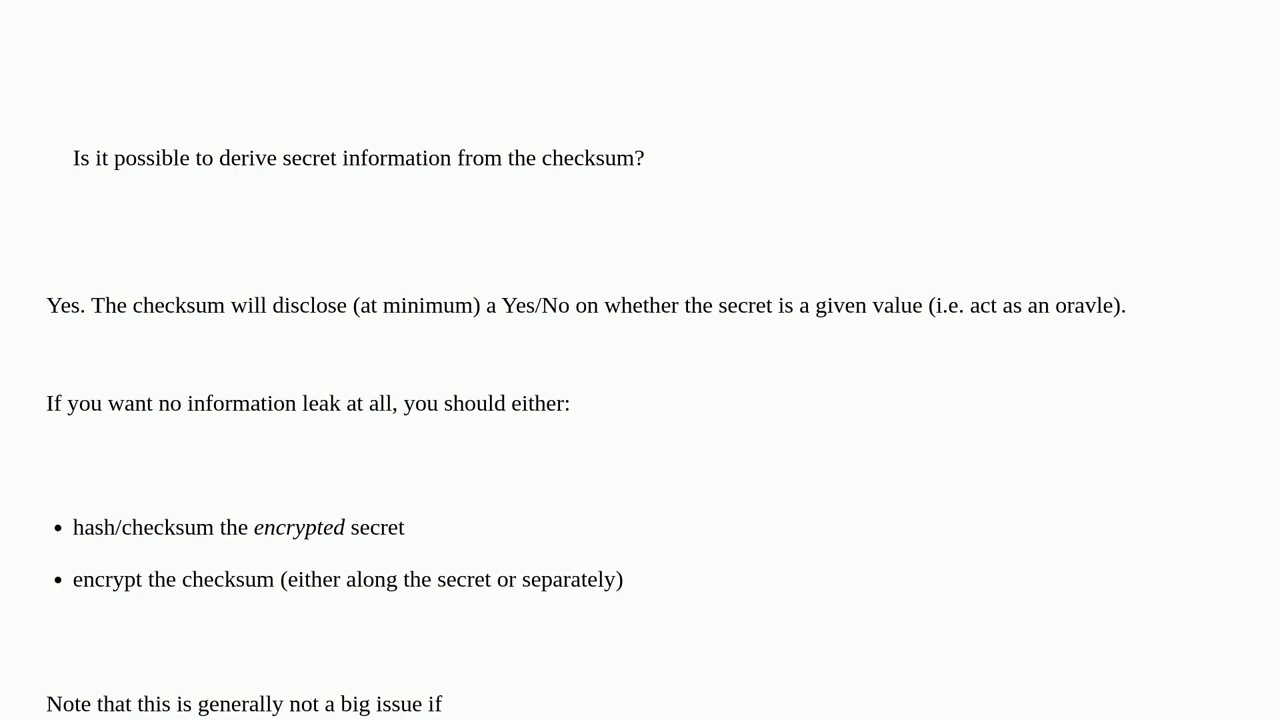 Is it possible to derive secret information from the checksum?
Yes. The checksum will disclose (at minimum) a Yes/No on whether the secret is a given value (i.e. act as an oravle).
If you want no information leak at all, you should either:
• hash/checksum the encrypted secret
• encrypt the checksum (either along the secret or separately)
Note that this is generally not a big issue if